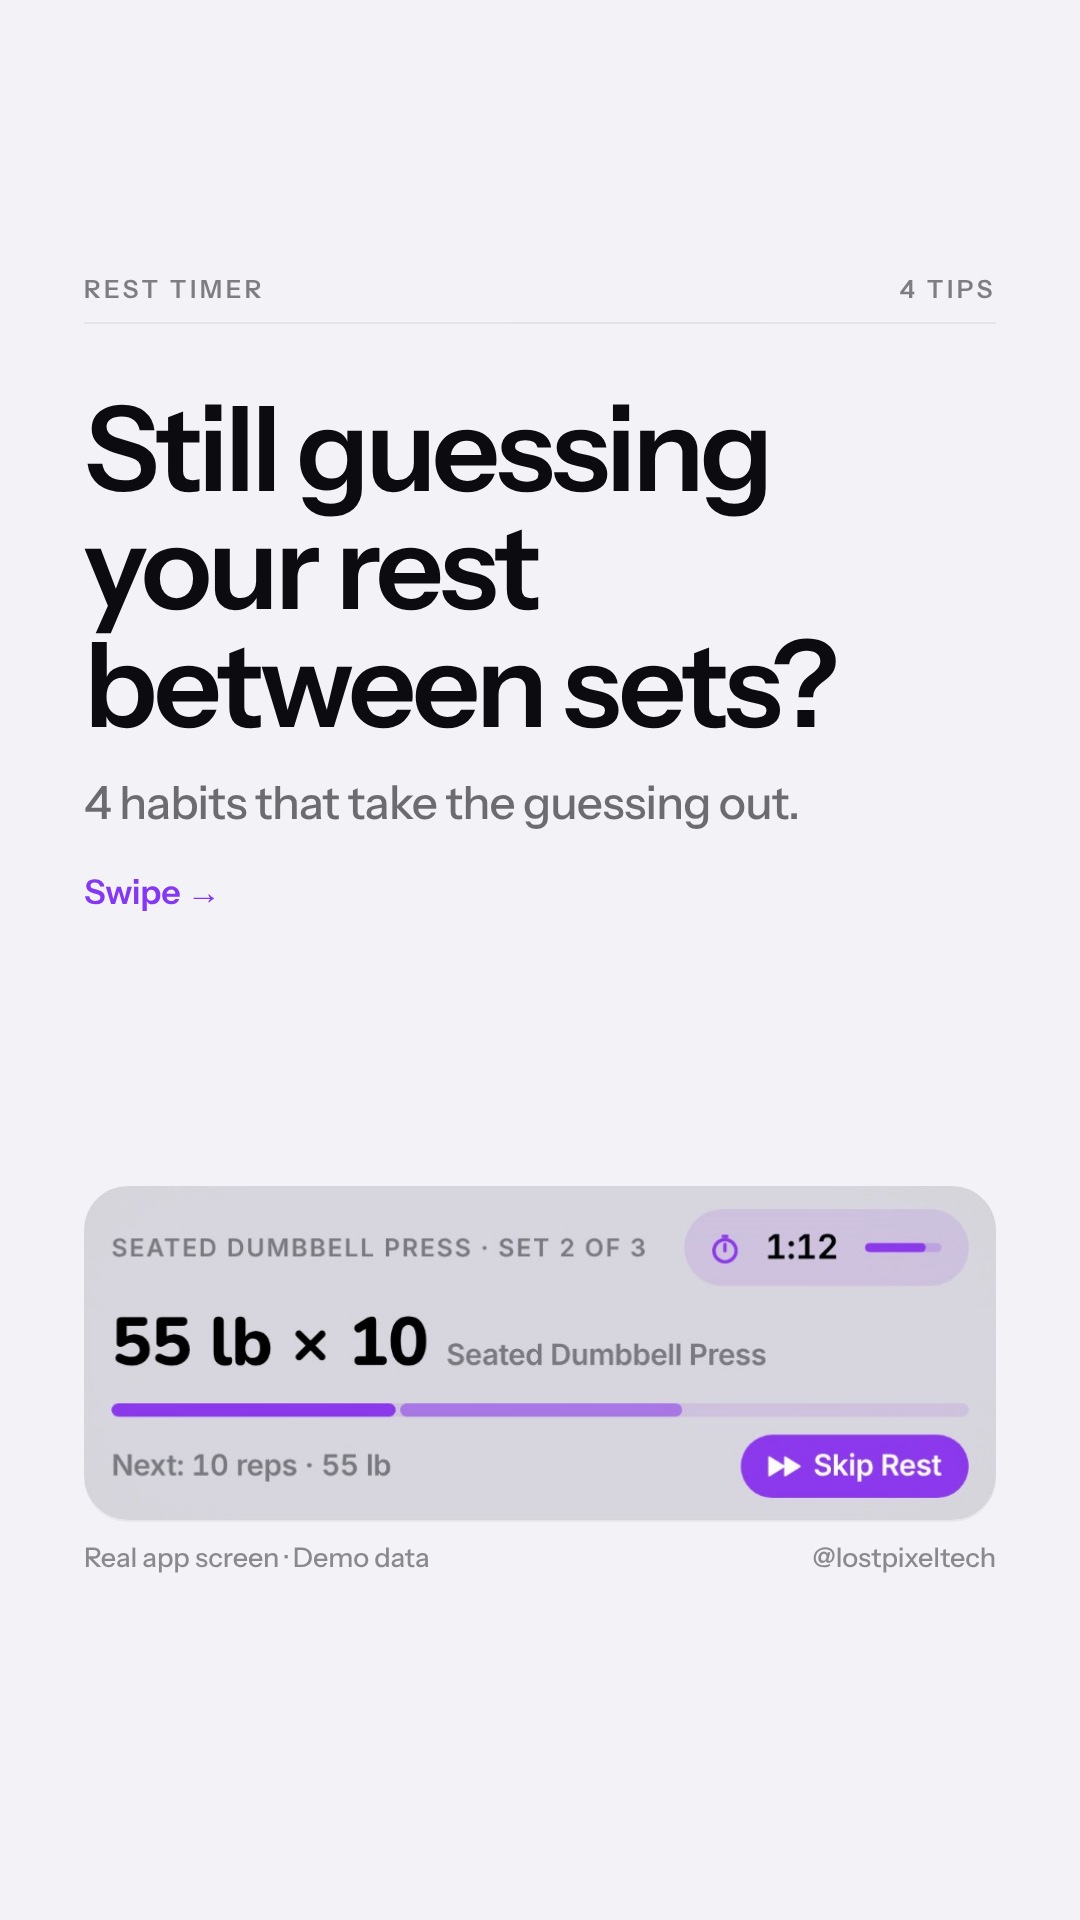 REST TIMER
4 TIPS
Still guessing
your rest
between sets?
4 habits that take the guessing out.
Swipe →
SEATED DUMBBELL PRESS · SET 2 OF 3
1:12
55 lb × 10 Seated Dumbbell Press
Next: 10 reps · 55 lb
Skip Rest
Real app screen · Demo data
@lostpixeltech